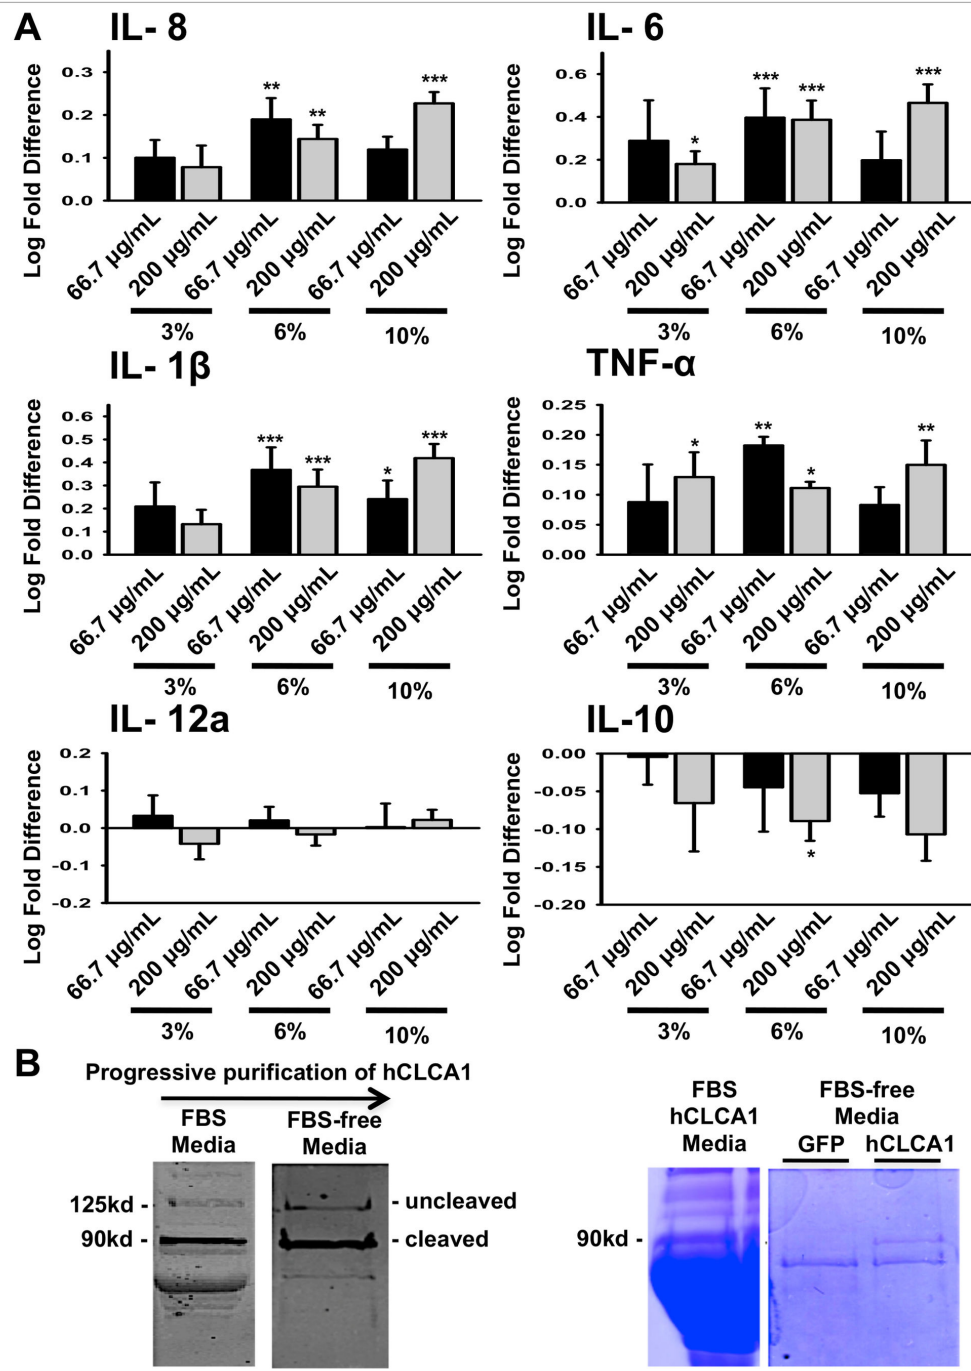 A
IL- 8
Log Fold Difference
0.3
0.2
0.1
0.0
** ** ***
66.7 µg/mL 200 µg/mL 66.7 µg/mL 200 µg/mL 66.7 µg/mL 200 µg/mL
3% 6% 10%
IL- 6
Log Fold Difference
0.6
0.4
0.2
0.0
* *** *** ***
66.7 µg/mL 200 µg/mL 66.7 µg/mL 200 µg/mL 66.7 µg/mL 200 µg/mL
3% 6% 10%
IL- 1β
Log Fold Difference
0.6
0.5
0.4
0.3
0.2
0.1
0.0
*** *** * ***
66.7 µg/mL 200 µg/mL 66.7 µg/mL 200 µg/mL 66.7 µg/mL 200 µg/mL
3% 6% 10%
TNF-α
Log Fold Difference
0.25
0.20
0.15
0.10
0.05
0.00
* ** * **
66.7 µg/mL 200 µg/mL 66.7 µg/mL 200 µg/mL 66.7 µg/mL 200 µg/mL
3% 6% 10%
IL- 12a
Log Fold Difference
0.2
0.1
0.0
-0.1
-0.2
66.7 µg/mL 200 µg/mL 66.7 µg/mL 200 µg/mL 66.7 µg/mL 200 µg/mL
3% 6% 10%
IL-10
Log Fold Difference
0.00
-0.05
-0.10
-0.15
-0.20
*
66.7 µg/mL 200 µg/mL 66.7 µg/mL 200 µg/mL 66.7 µg/mL 200 µg/mL
3% 6% 10%
B
Progressive purification of hCLCA1
FBS
Media
FBS-free
Media
125kd -
90kd -
- uncleaved
- cleaved
FBS
hCLCA1
Media
FBS-free
Media
GFP hCLCA1
90kd -